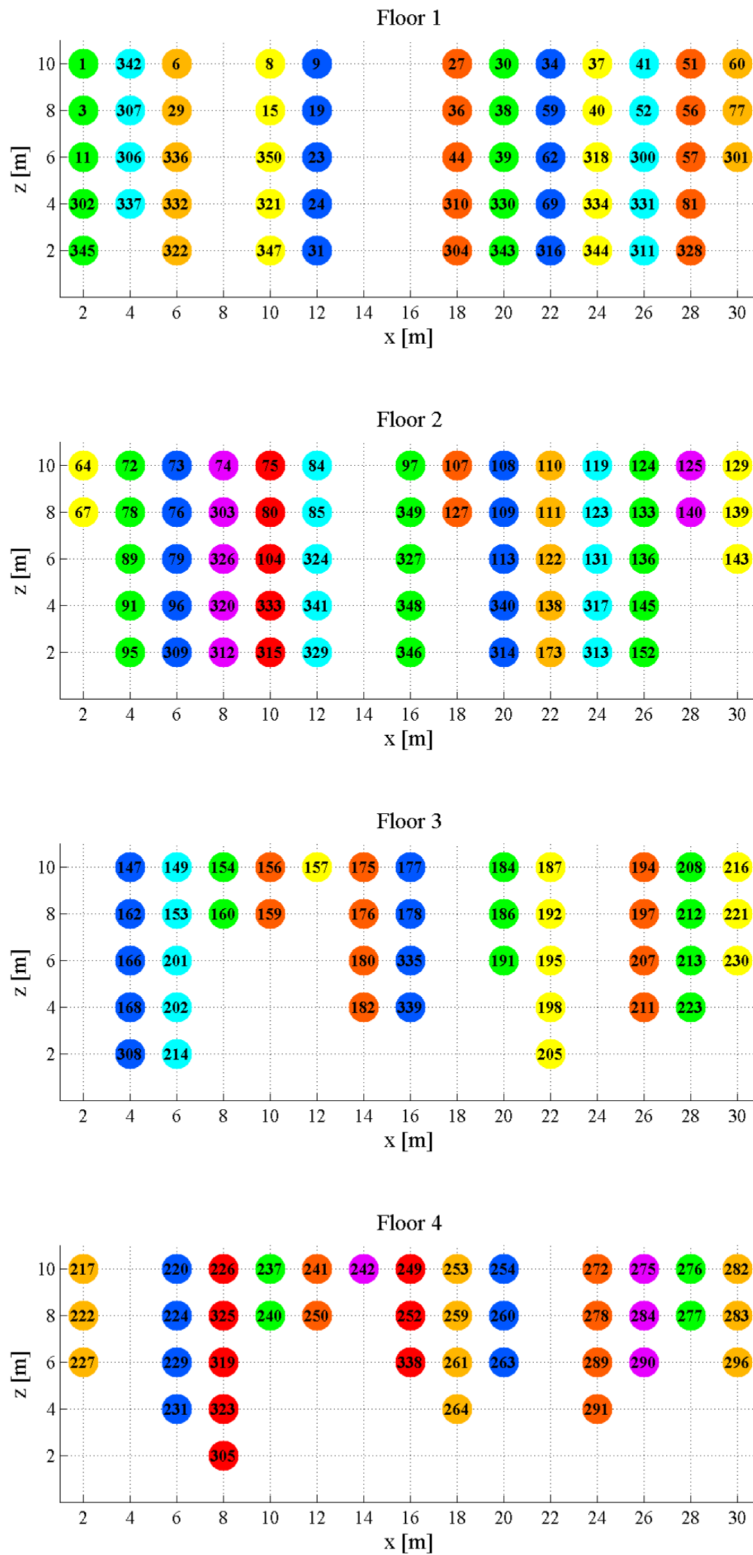 Floor 1
10 1 342 6 8 9 27 30 34 37 41 51 60
8 3 307 29 15 19 36 38 59 40 52 56 77
6 11 306 336 350 23 44 39 62 318 300 57 301
4 302 337 332 321 24 310 330 69 334 331 81
2 345 322 347 31 304 343 316 344 311 328
z [m]
2 4 6 8 10 12 14 16 18 20 22 24 26 28 30
x [m]
Floor 2
10 64 72 73 74 75 84 97 107 108 110 119 124 125 129
8 67 78 76 303 80 85 349 127 109 111 123 133 140 139
6 89 79 326 104 324 327 113 122 131 136 143
4 91 96 320 333 341 348 340 138 317 145
2 95 309 312 315 329 346 314 173 313 152
z [m]
2 4 6 8 10 12 14 16 18 20 22 24 26 28 30
x [m]
Floor 3
10 147 149 154 156 157 175 177 184 187 194 208 216
8 162 153 160 159 176 178 186 192 197 212 221
6 166 201 180 335 191 195 207 213 230
4 168 202 182 339 198 211 223
2 308 214 205
z [m]
2 4 6 8 10 12 14 16 18 20 22 24 26 28 30
x [m]
Floor 4
10 217 220 226 237 241 242 249 253 254 272 275 276 282
8 222 224 325 240 250 252 259 260 278 284 277 283
6 227 229 319 338 261 263 289 290 296
4 231 323 264 291
2 305
z [m]
2 4 6 8 10 12 14 16 18 20 22 24 26 28 30
x [m]